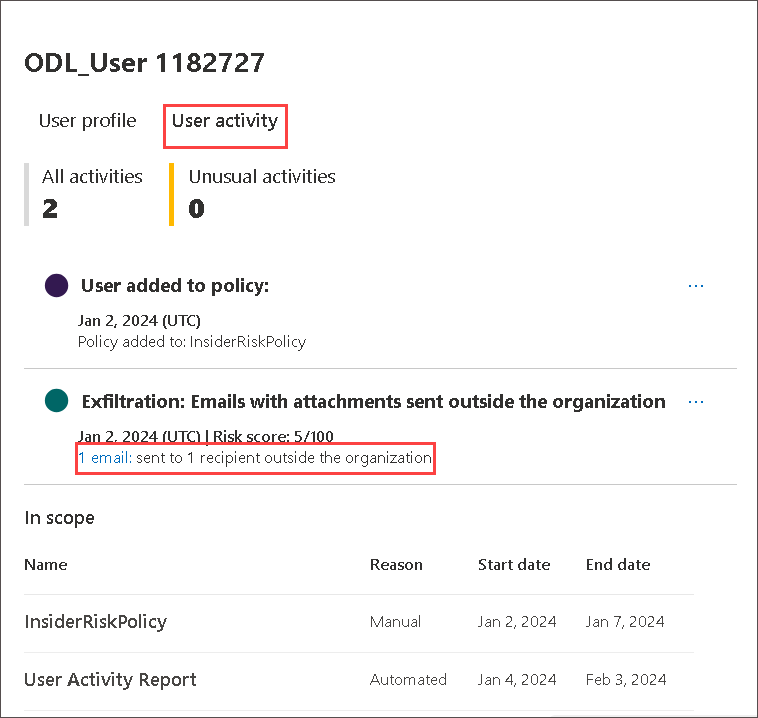 ODL_User 1182727
User profile User activity
All activities Unusual activities
2 0
User added to policy: ...
Jan 2, 2024 (UTC)
Policy added to: InsiderRiskPolicy
Exfiltration: Emails with attachments sent outside the organization ...
Jan 2, 2024 (UTC) | Risk score: 5/100
1 email: sent to 1 recipient outside the organization
In scope
Name Reason Start date End date
InsiderRiskPolicy Manual Jan 2, 2024 Jan 7, 2024
User Activity Report Automated Jan 4, 2024 Feb 3, 2024